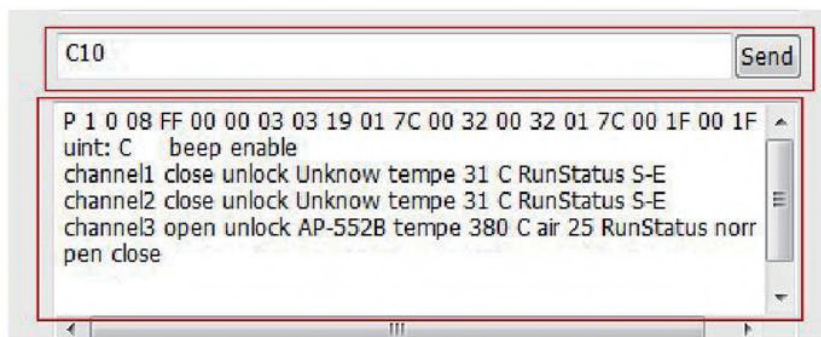 C10
Send
P 1 0 08 FF 00 00 03 03 19 01 7C 00 32 00 32 01 7C 00 1F 00 1F
uint: C beep enable
channel1 close unlock Unknow tempe 31 C RunStatus S-E
channel2 close unlock Unknow tempe 31 C RunStatus S-E
channel3 open unlock AP-552B tempe 380 C air 25 RunStatus norr
pen close